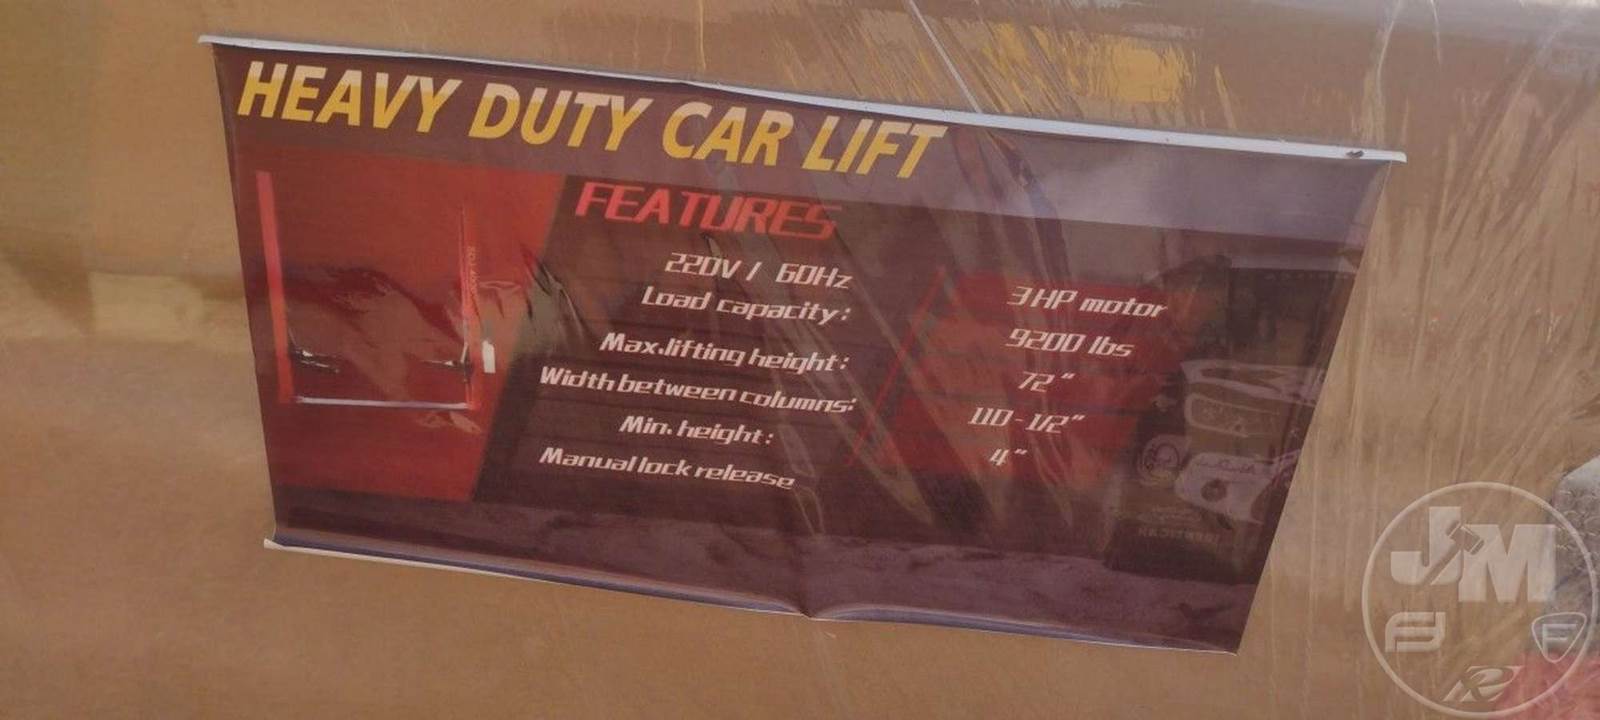 HEAVY DUTY CAR LIFT
FEATURES
220V / 60Hz 3 HP motor
Load capacity: 9200 lbs
Max.lifting height: 72"
Width between columns: 110-1/2"
Min. height: 4"
Manual lock release
JM